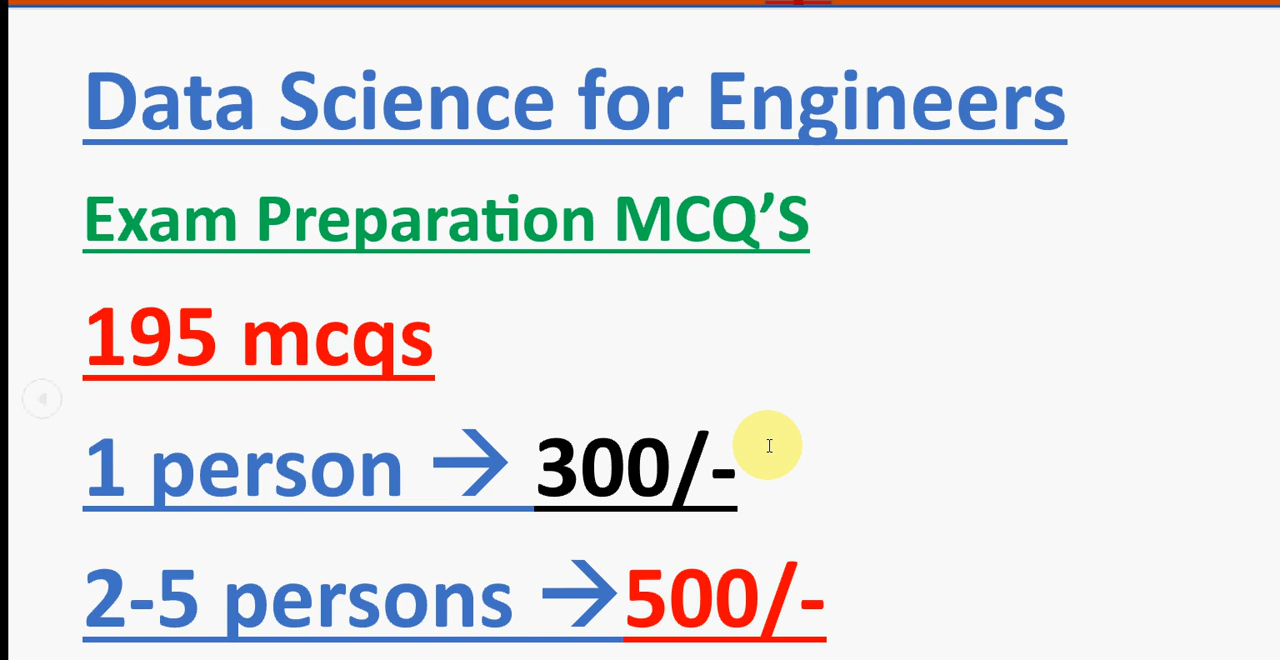 Data Science for Engineers
Exam Preparation MCQ’S
195 mcqs
1 person → 300/-
2-5 persons →500/-